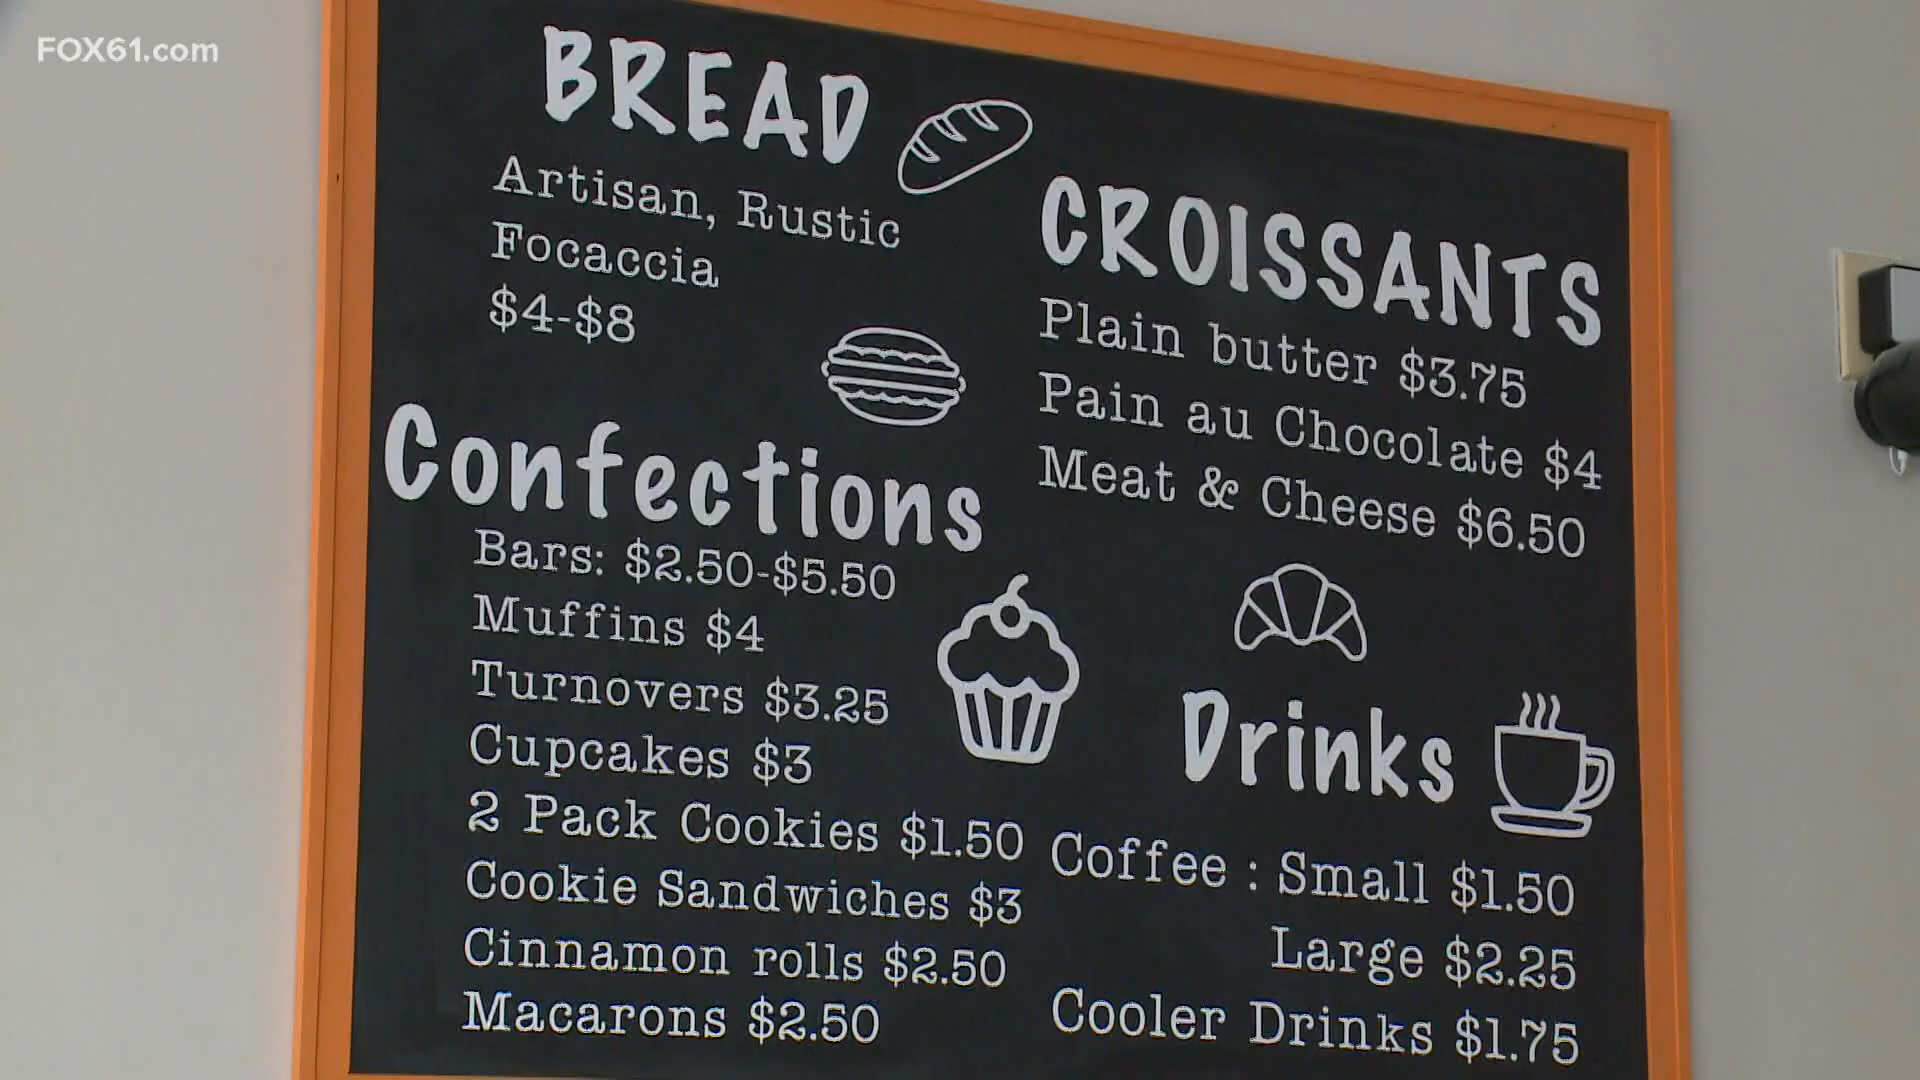 FOX61.com
BREAD
Artisan, Rustic
Focaccia
$4-$8
Confections
Bars: $2.50-$5.50
Muffins $4
Turnovers $3.25
Cupcakes $3
2 Pack Cookies $1.50
Cookie Sandwiches $3
Cinnamon rolls $2.50
Macarons $2.50
CROISSANTS
Plain butter $3.75
Pain au Chocolate $4
Meat & Cheese $6.50
Drinks
Coffee : Small $1.50
Large $2.25
Cooler Drinks $1.75